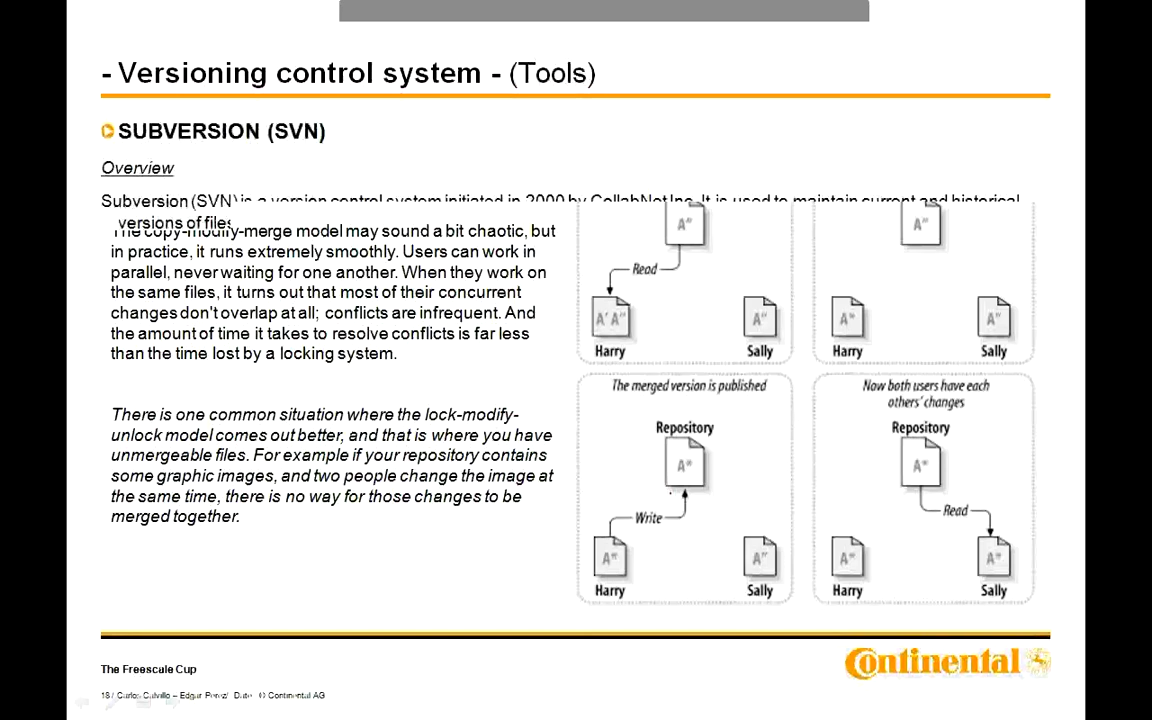 - Versioning control system - (Tools)
SUBVERSION (SVN)
Overview
Subversion (SVN) is a version control system initiated in 2000 by CollabNet Inc. It is used to maintain current and historical
versions of files
The copy-modify-merge model may sound a bit chaotic, but
in practice, it runs extremely smoothly. Users can work in
parallel, never waiting for one another. When they work on
the same files, it turns out that most of their concurrent
changes don't overlap at all; conflicts are infrequent. And
the amount of time it takes to resolve conflicts is far less
than the time lost by a locking system.
There is one common situation where the lock-modify-
unlock model comes out better, and that is where you have
unmergeable files. For example if your repository contains
some graphic images, and two people change the image at
the same time, there is no way for those changes to be
merged together.
A"
Read
A' A"
A"
Harry
Sally
A"
A*
A"
Harry
Sally
The merged version is published
Repository
A*
Write
A*
A"
Harry
Sally
Now both users have each
others' changes
Repository
A*
Read
A*
A*
Harry
Sally
The Freescale Cup
Continental
18 / Carlos Calvillo – Edgar Perez/ © Continental AG